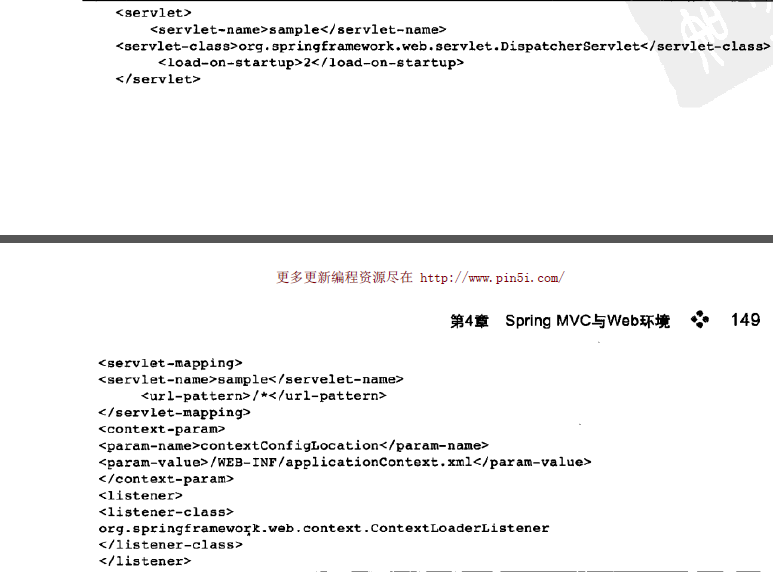 <servlet>
<servlet-name>sample</servlet-name>
<servlet-class>org.springframework.web.servlet.DispatcherServlet</servlet-class>
<load-on-startup>2</load-on-startup>
</servlet>
更多更新编程资源尽在 http://www.pin5i.com/
第4章 Spring MVC与Web环境 149
<servlet-mapping>
<servlet-name>sample</servelet-name>
<url-pattern>/*</url-pattern>
</servlet-mapping>
<context-param>
<param-name>contextConfigLocation</param-name>
<param-value>/WEB-INF/applicationContext.xml</param-value>
</context-param>
<listener>
<listener-class>
org.springframework.web.context.ContextLoaderListener
</listener-class>
</listener>